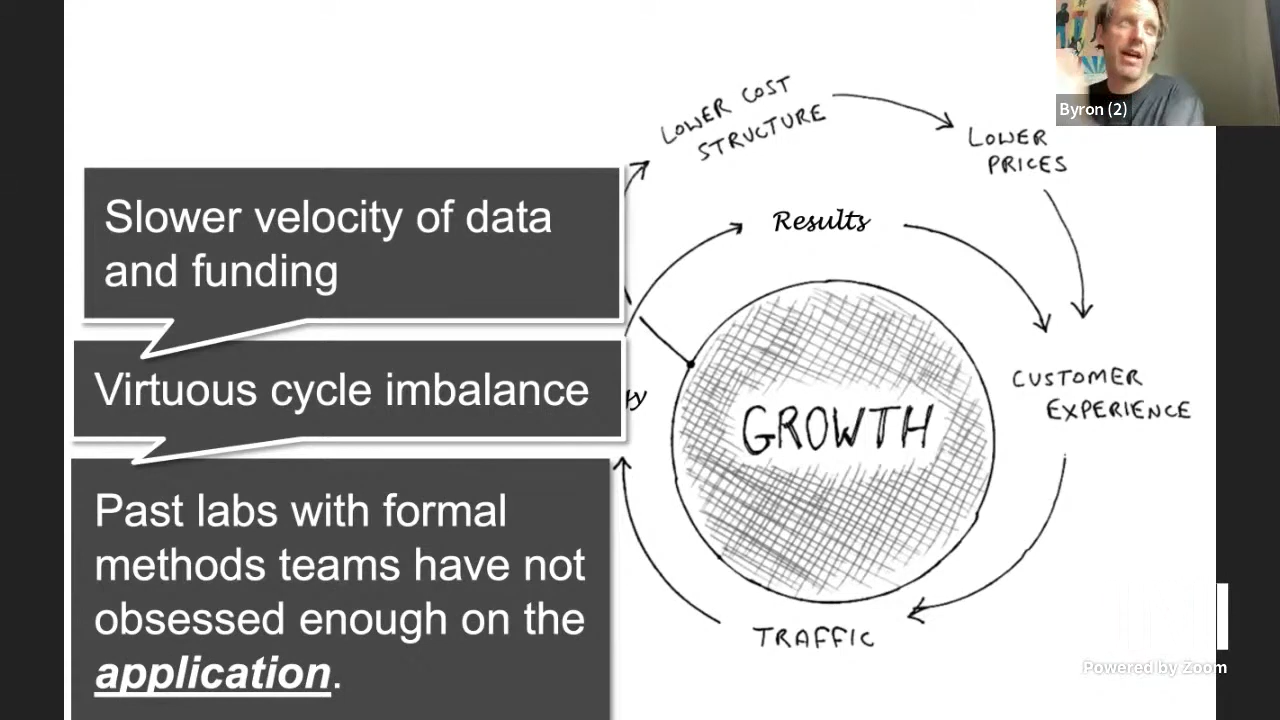 Slower velocity of data
and funding
Virtuous cycle imbalance
Past labs with formal
methods teams have not
obsessed enough on the
application.
LOWER COST
STRUCTURE
LOWER
PRICES
Results
CUSTOMER
EXPERIENCE
GROWTH
TRAFFIC
Byron (2)
Powered by Zoom